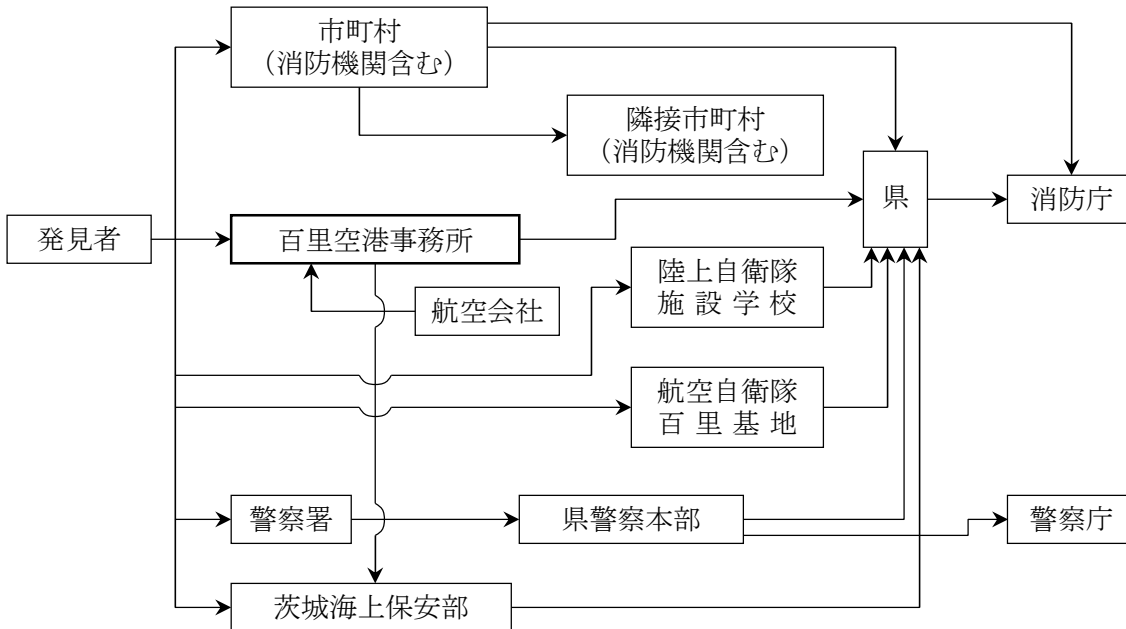 市町村
（消防機関含む）
隣接市町村
（消防機関含む）
県
消防庁
発見者
百里空港事務所
陸上自衛隊
施設学校
航空会社
航空自衛隊
百里基地
警察署
県警察本部
警察庁
茨城海上保安部